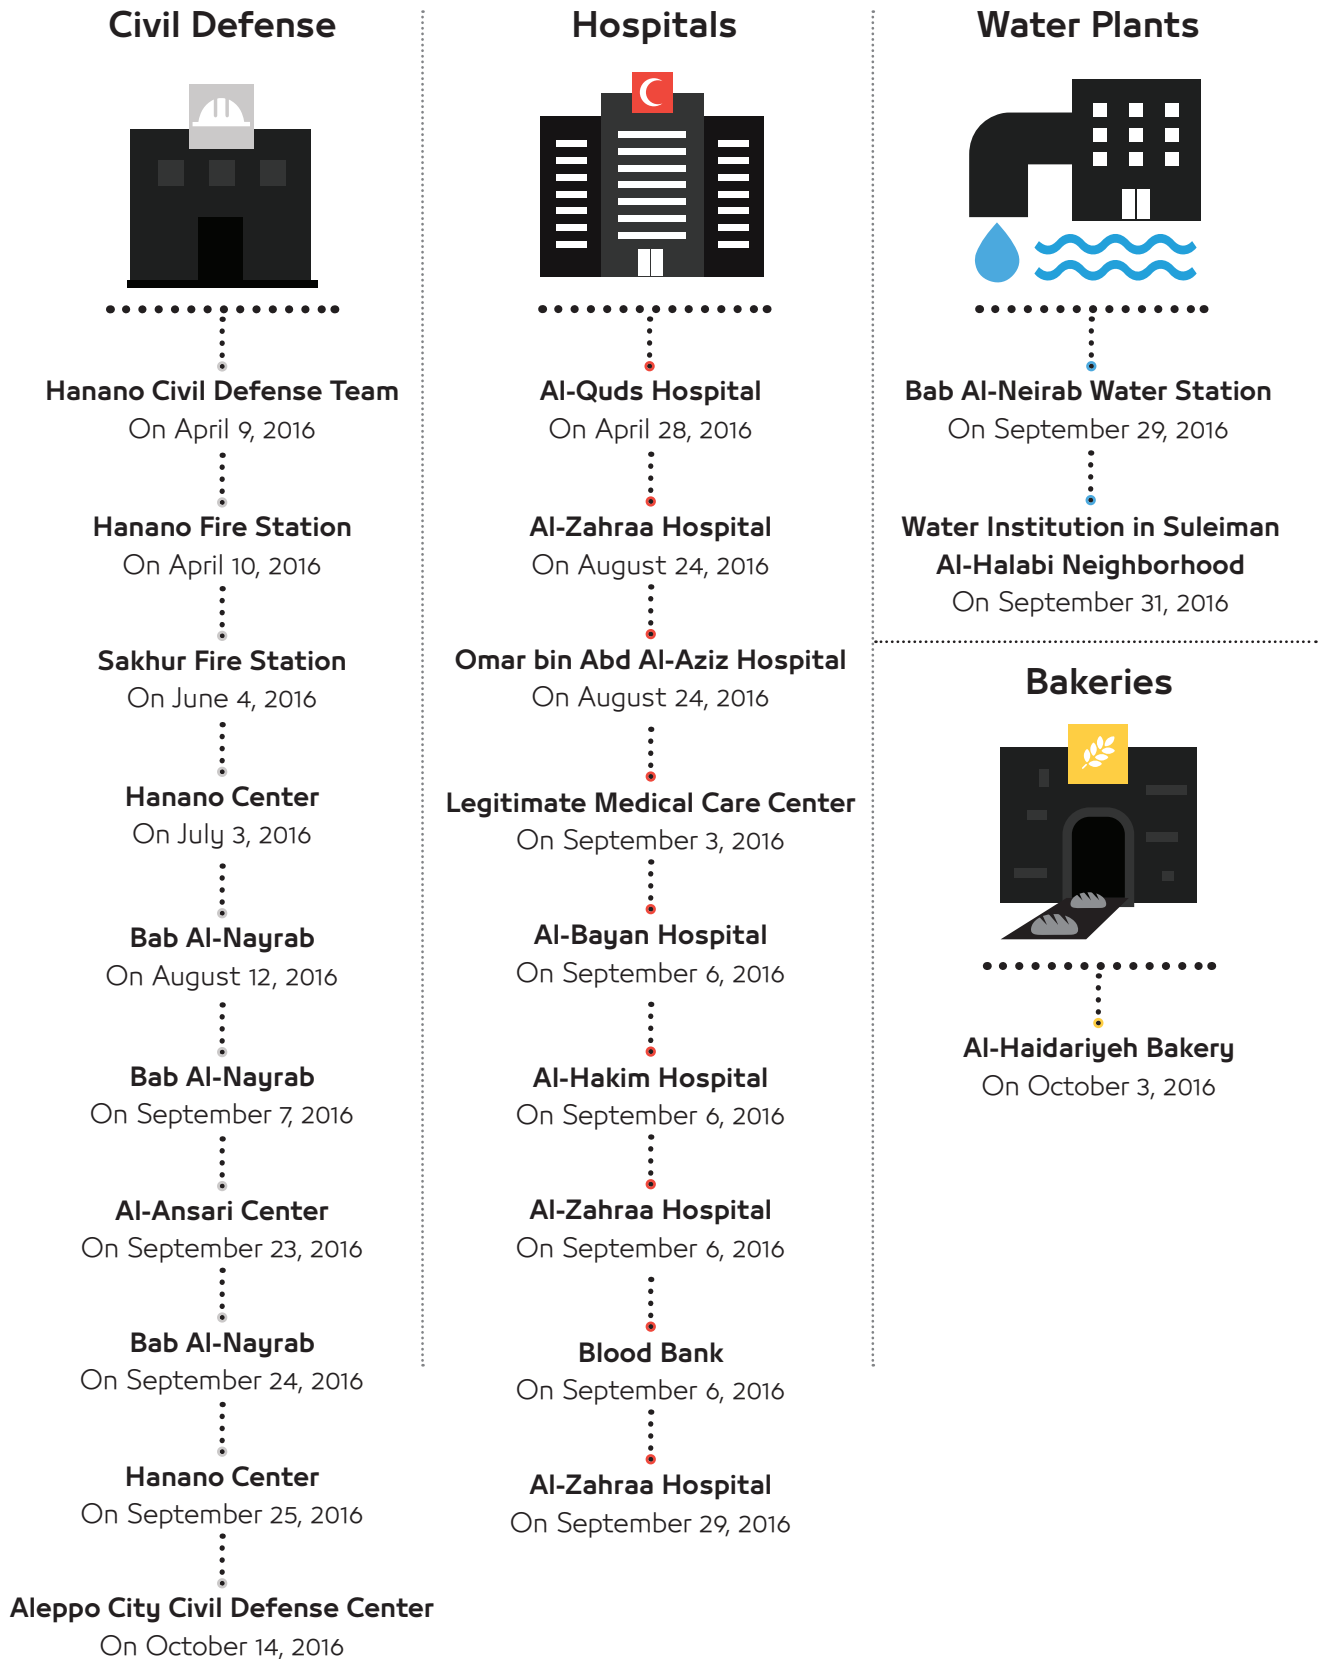 Civil Defense
Hanano Civil Defense Team
On April 9, 2016
Hanano Fire Station
On April 10, 2016
Sakhur Fire Station
On June 4, 2016
Hanano Center
On July 3, 2016
Bab Al-Nayrab
On August 12, 2016
Bab Al-Nayrab
On September 7, 2016
Al-Ansari Center
On September 23, 2016
Bab Al-Nayrab
On September 24, 2016
Hanano Center
On September 25, 2016
Aleppo City Civil Defense Center
On October 14, 2016
Hospitals
Al-Quds Hospital
On April 28, 2016
Al-Zahraa Hospital
On August 24, 2016
Omar bin Abd Al-Aziz Hospital
On August 24, 2016
Legitimate Medical Care Center
On September 3, 2016
Al-Bayan Hospital
On September 6, 2016
Al-Hakim Hospital
On September 6, 2016
Al-Zahraa Hospital
On September 6, 2016
Blood Bank
On September 6, 2016
Al-Zahraa Hospital
On September 29, 2016
Water Plants
Bab Al-Neirab Water Station
On September 29, 2016
Water Institution in Suleiman
Al-Halabi Neighborhood
On September 31, 2016
Bakeries
Al-Haidariyeh Bakery
On October 3, 2016